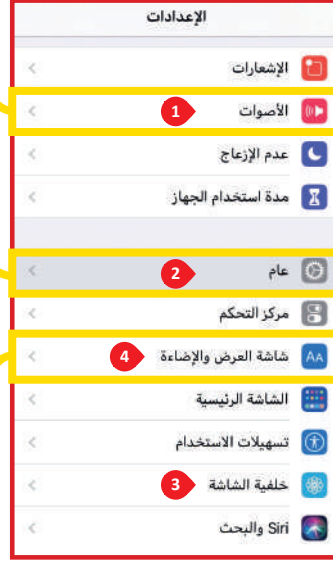 الإعدادات
الإشعارات
الأصوات 1
عدم الإزعاج
مدة استخدام الجهاز
عام 2
مركز التحكم
AA شاشة العرض والإضاءة 4
الشاشة الرئيسية
تسهيلات الاستخدام
خلفية الشاشة 3
Siri والبحث